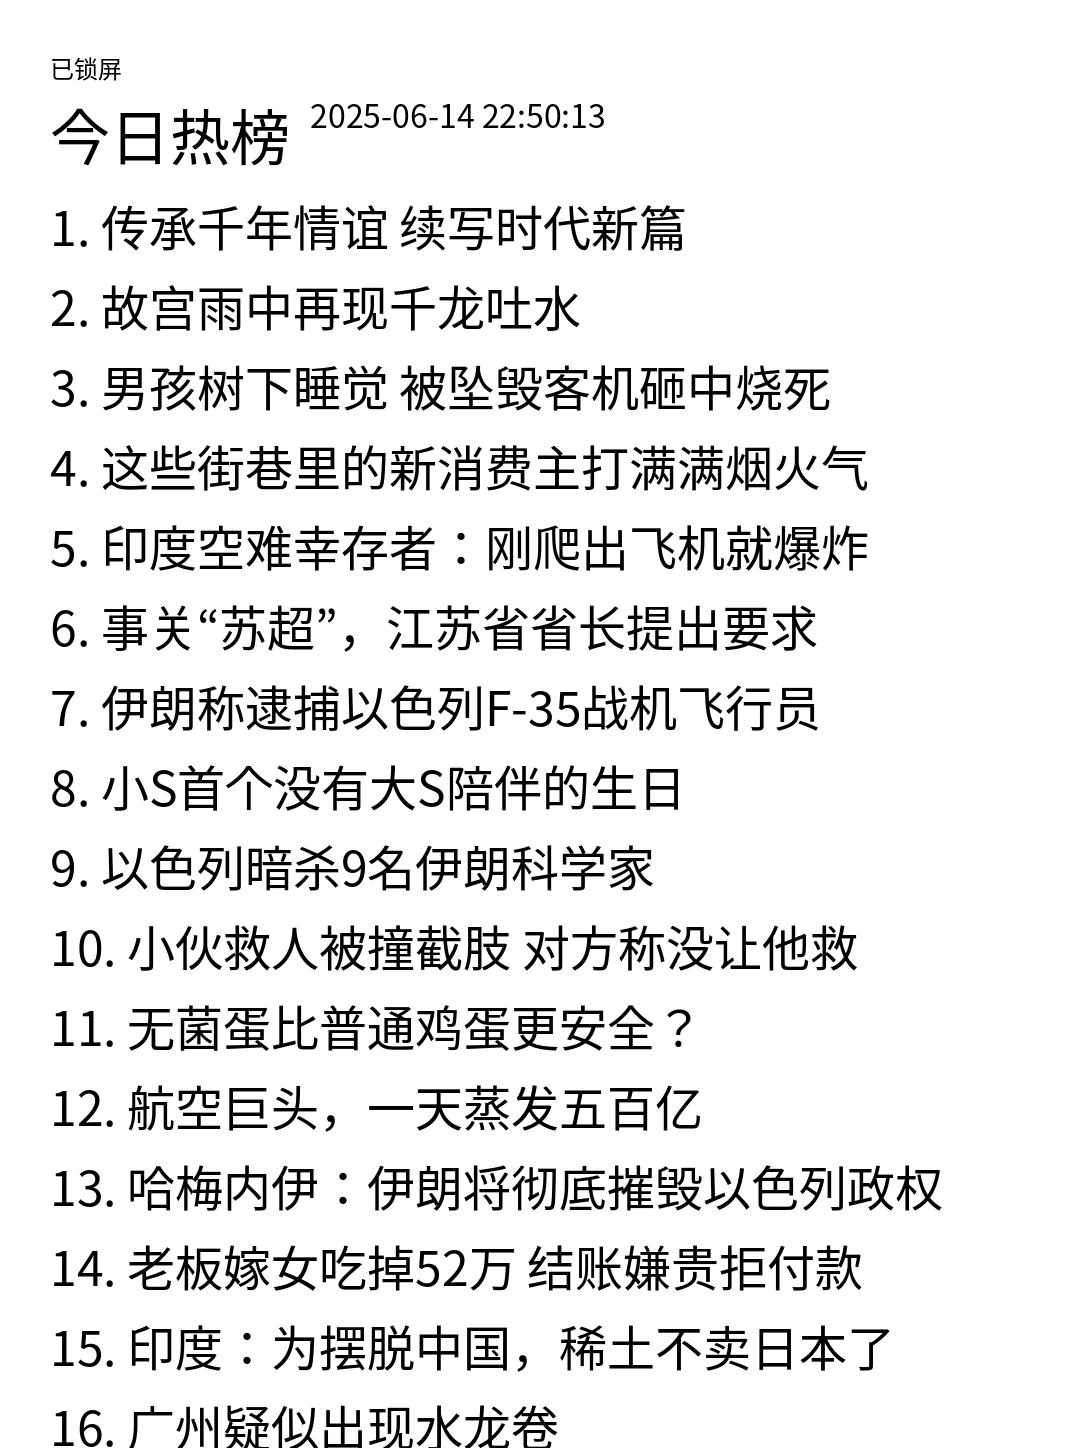 已锁屏
今日热榜 2025-06-14 22:50:13
1. 传承千年情谊 续写时代新篇
2. 故宫雨中再现千龙吐水
3. 男孩树下睡觉 被坠毁客机砸中烧死
4. 这些街巷里的新消费主打满满烟火气
5. 印度空难幸存者：刚爬出飞机就爆炸
6. 事关“苏超”，江苏省省长提出要求
7. 伊朗称逮捕以色列F-35战机飞行员
8. 小S首个没有大S陪伴的生日
9. 以色列暗杀9名伊朗科学家
10. 小伙救人被撞截肢 对方称没让他救
11. 无菌蛋比普通鸡蛋更安全？
12. 航空巨头，一天蒸发五百亿
13. 哈梅内伊：伊朗将彻底摧毁以色列政权
14. 老板嫁女吃掉52万 结账嫌贵拒付款
15. 印度：为摆脱中国，稀土不卖日本了
16. 广州疑似出现水龙卷